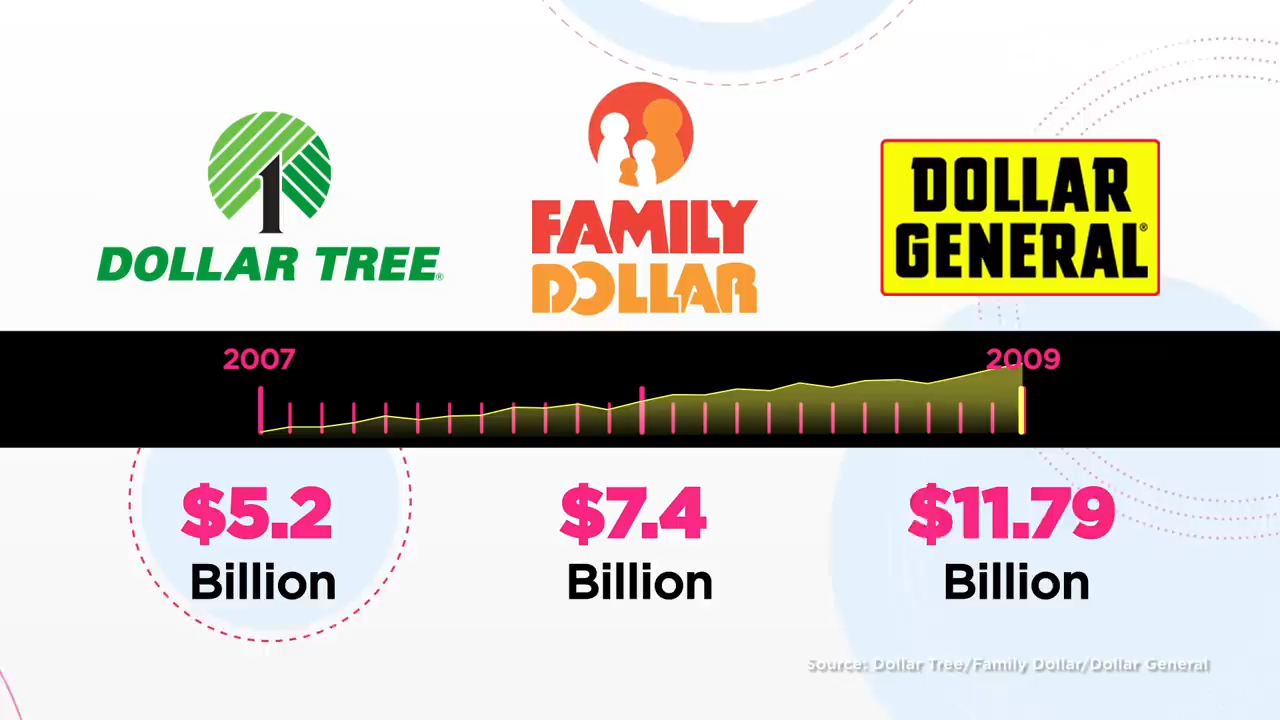 1
DOLLAR TREE®
FAMILY
DOLLAR
DOLLAR
GENERAL®
2007
2009
$5.2
Billion
$7.4
Billion
$11.79
Billion
Source: Dollar Tree/Family Dollar/Dollar General